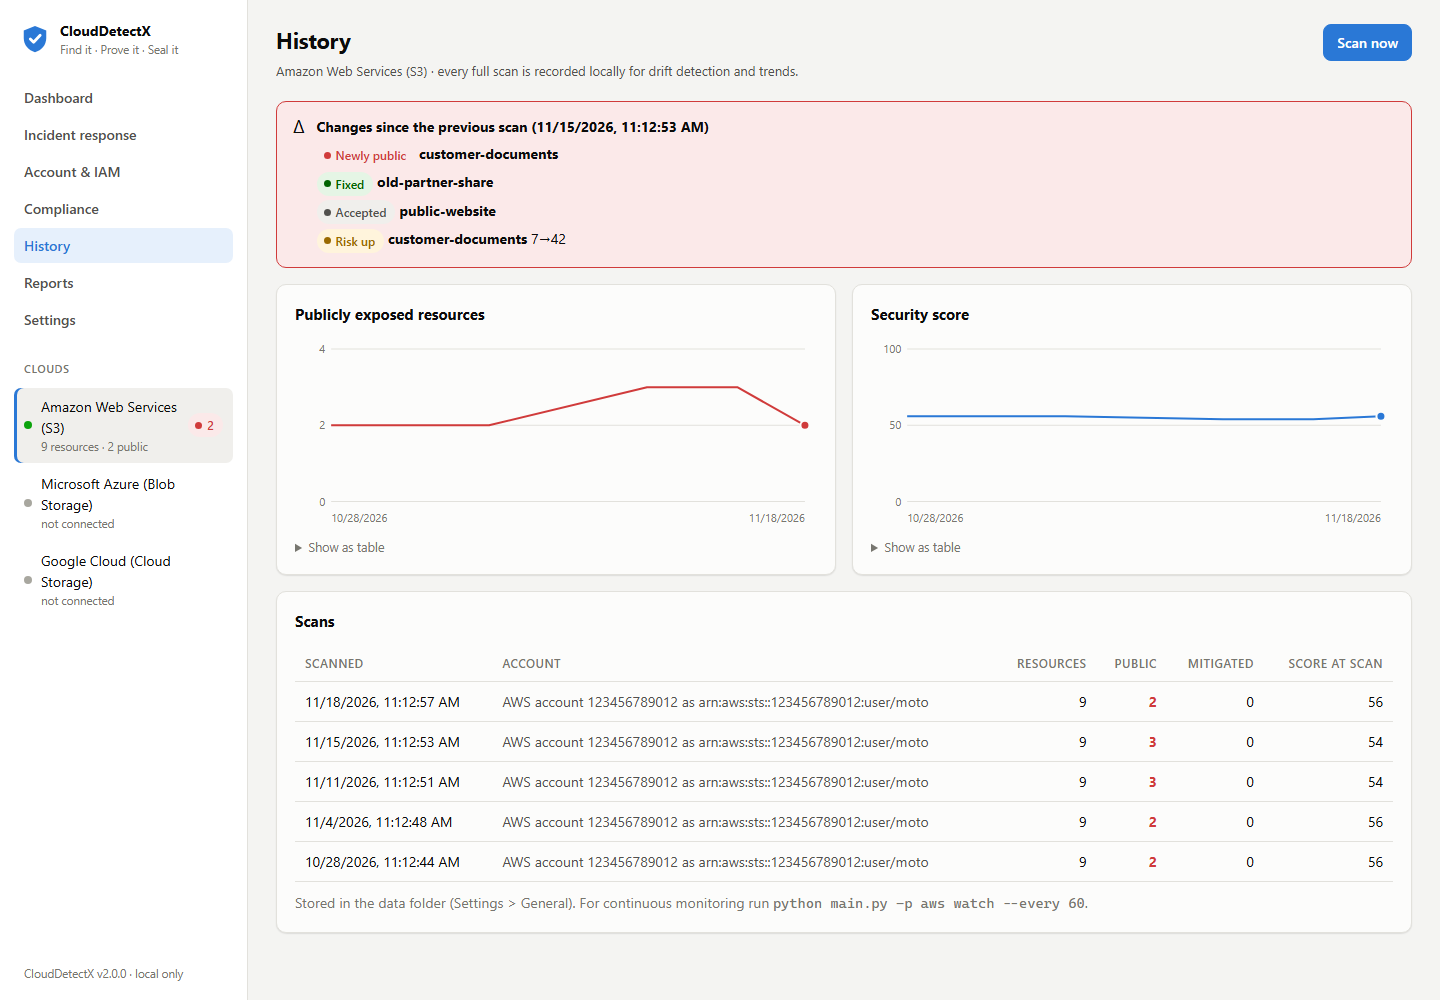 CloudDetectX
Find it · Prove it · Seal it
Dashboard
Incident response
Account & IAM
Compliance
History
Reports
Settings
CLOUDS
Amazon Web Services
(S3)
2
9 resources · 2 public
Microsoft Azure (Blob
Storage)
not connected
Google Cloud (Cloud
Storage)
not connected
CloudDetectX v2.0.0 · local only
History
Scan now
Amazon Web Services (S3) · every full scan is recorded locally for drift detection and trends.
Δ Changes since the previous scan (11/15/2026, 11:12:53 AM)
Newly public customer-documents
Fixed old-partner-share
Accepted public-website
Risk up customer-documents 7→42
Publicly exposed resources
4
2
0
10/28/2026 11/18/2026
Show as table
Security score
100
50
0
10/28/2026 11/18/2026
Show as table
Scans
SCANNED ACCOUNT RESOURCES PUBLIC MITIGATED SCORE AT SCAN
11/18/2026, 11:12:57 AM AWS account 123456789012 as arn:aws:sts::123456789012:user/moto 9 2 0 56
11/15/2026, 11:12:53 AM AWS account 123456789012 as arn:aws:sts::123456789012:user/moto 9 3 0 54
11/11/2026, 11:12:51 AM AWS account 123456789012 as arn:aws:sts::123456789012:user/moto 9 3 0 54
11/4/2026, 11:12:48 AM AWS account 123456789012 as arn:aws:sts::123456789012:user/moto 9 2 0 56
10/28/2026, 11:12:44 AM AWS account 123456789012 as arn:aws:sts::123456789012:user/moto 9 2 0 56
Stored in the data folder (Settings > General). For continuous monitoring run python main.py -p aws watch --every 60.